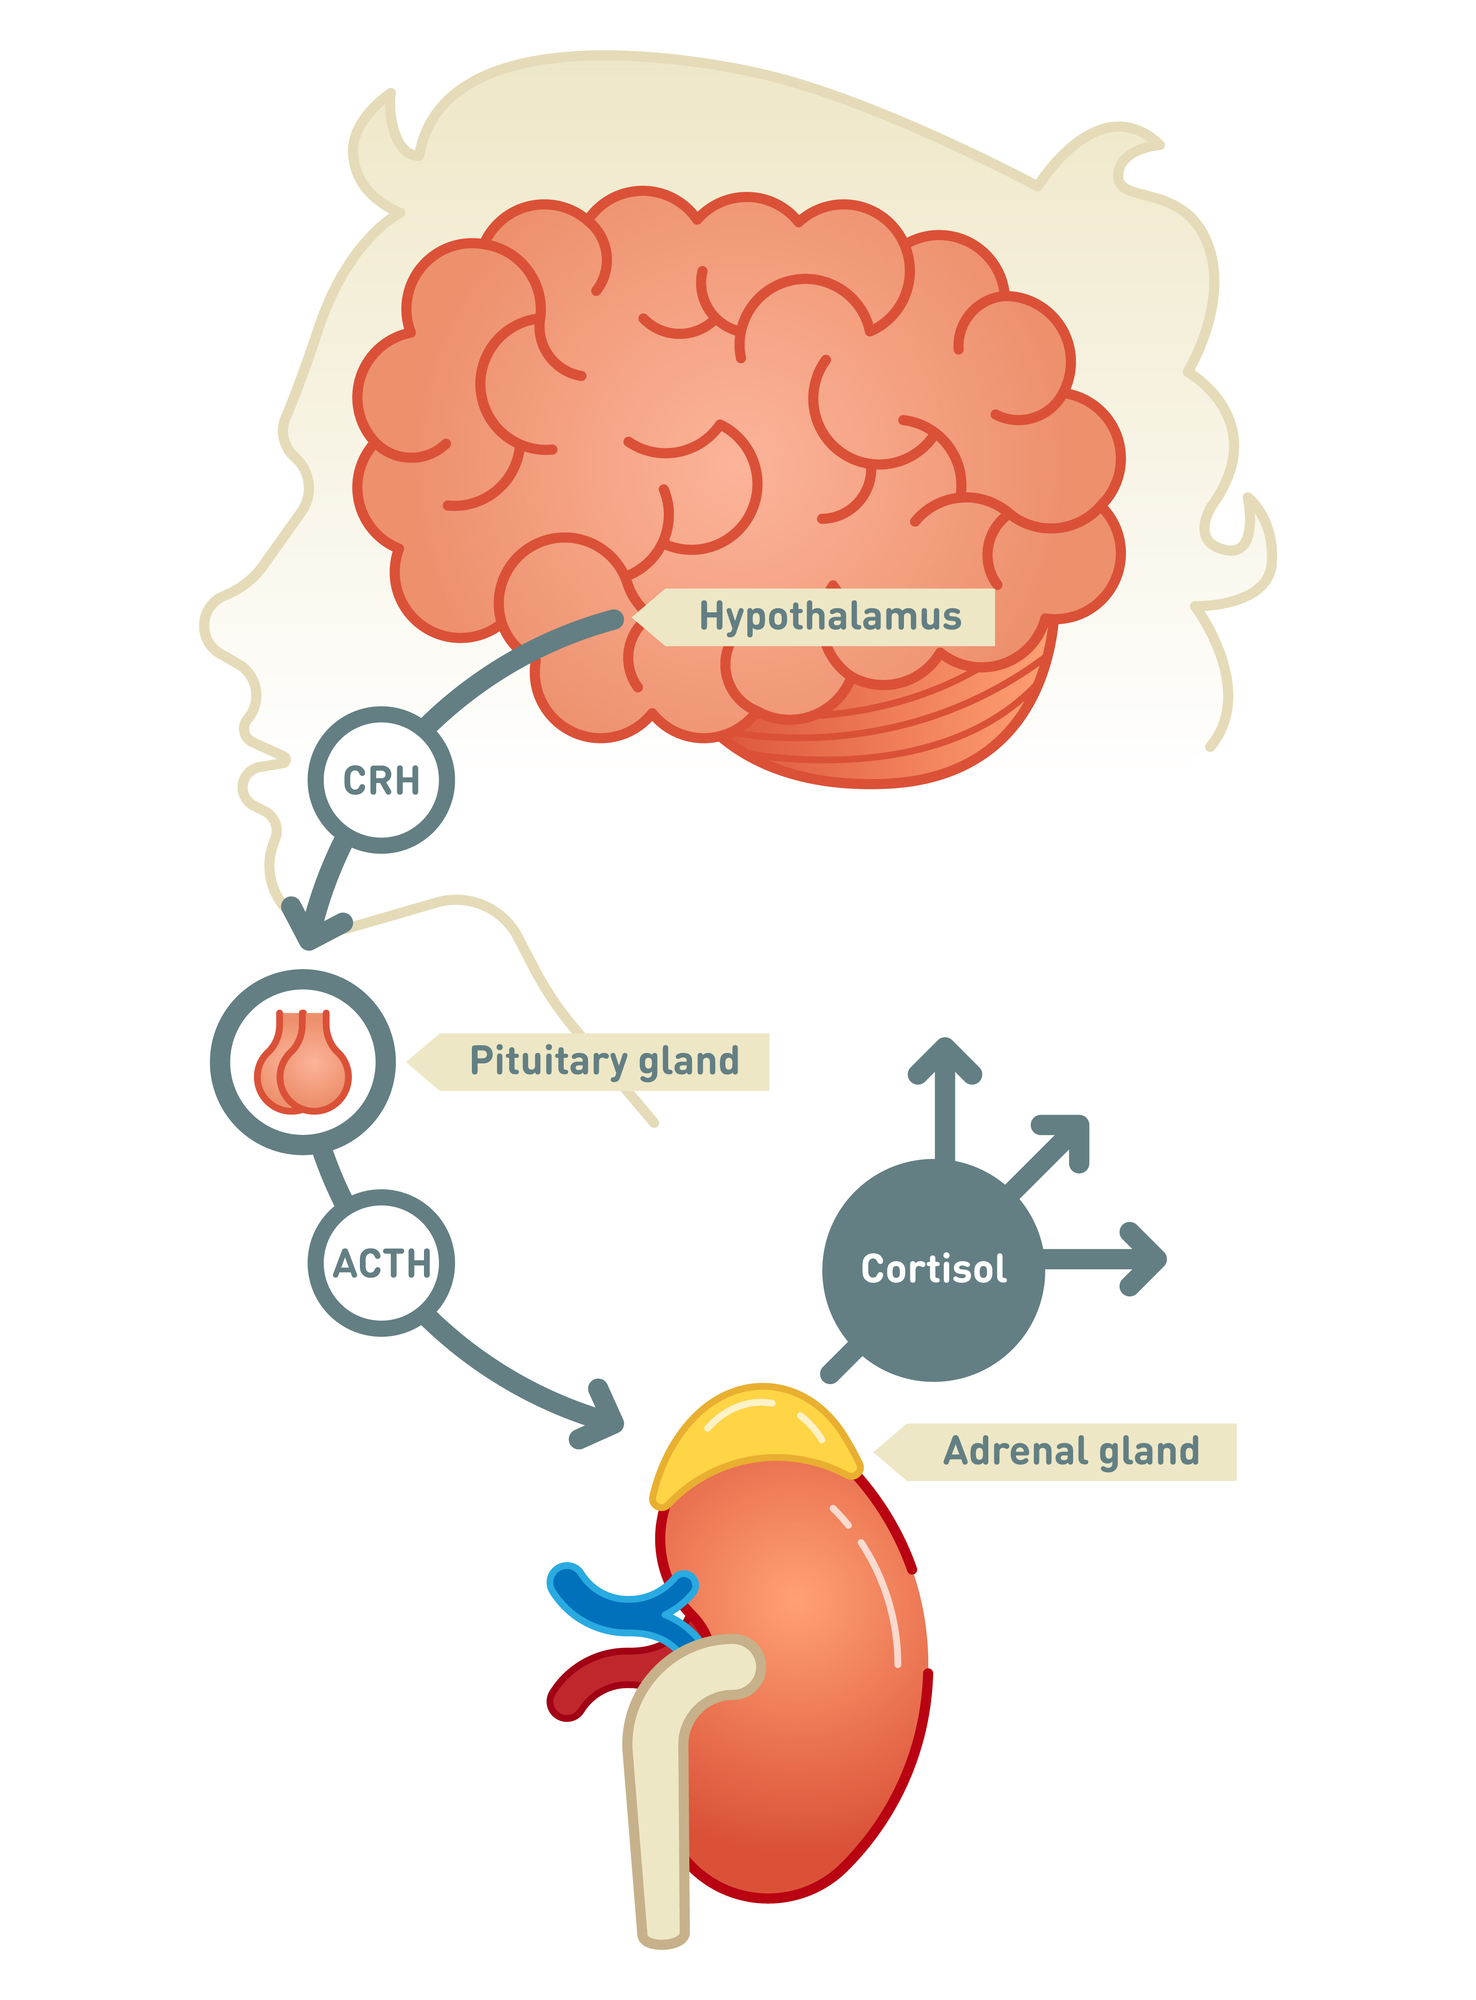 Hypothalamus
CRH
Pituitary gland
ACTH
Cortisol
Adrenal gland